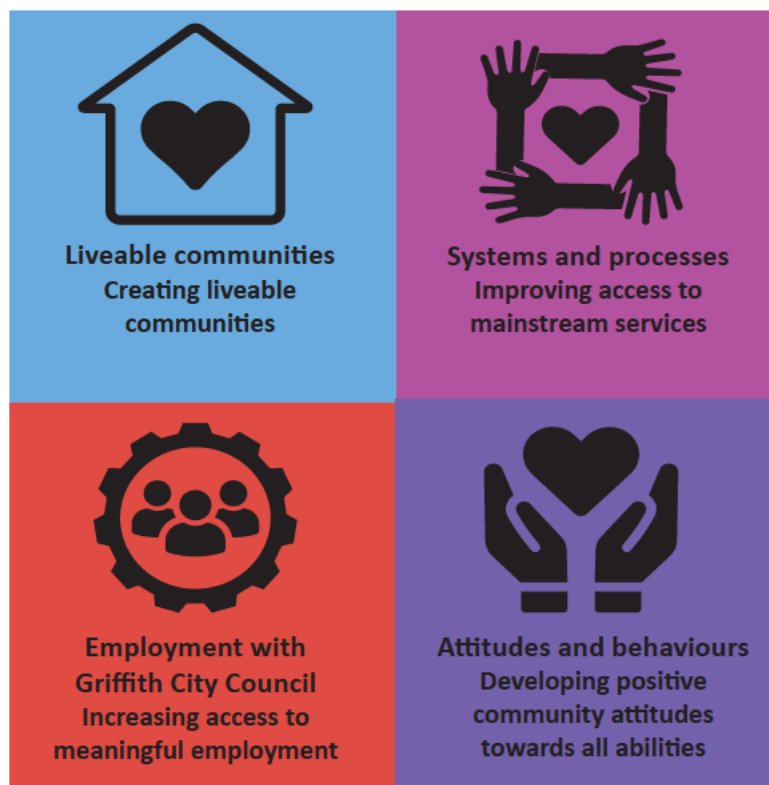 Liveable communities
Creating liveable
communities
Systems and processes
Improving access to
mainstream services
Employment with
Griffith City Council
Increasing access to
meaningful employment
Attitudes and behaviours
Developing positive
community attitudes
towards all abilities